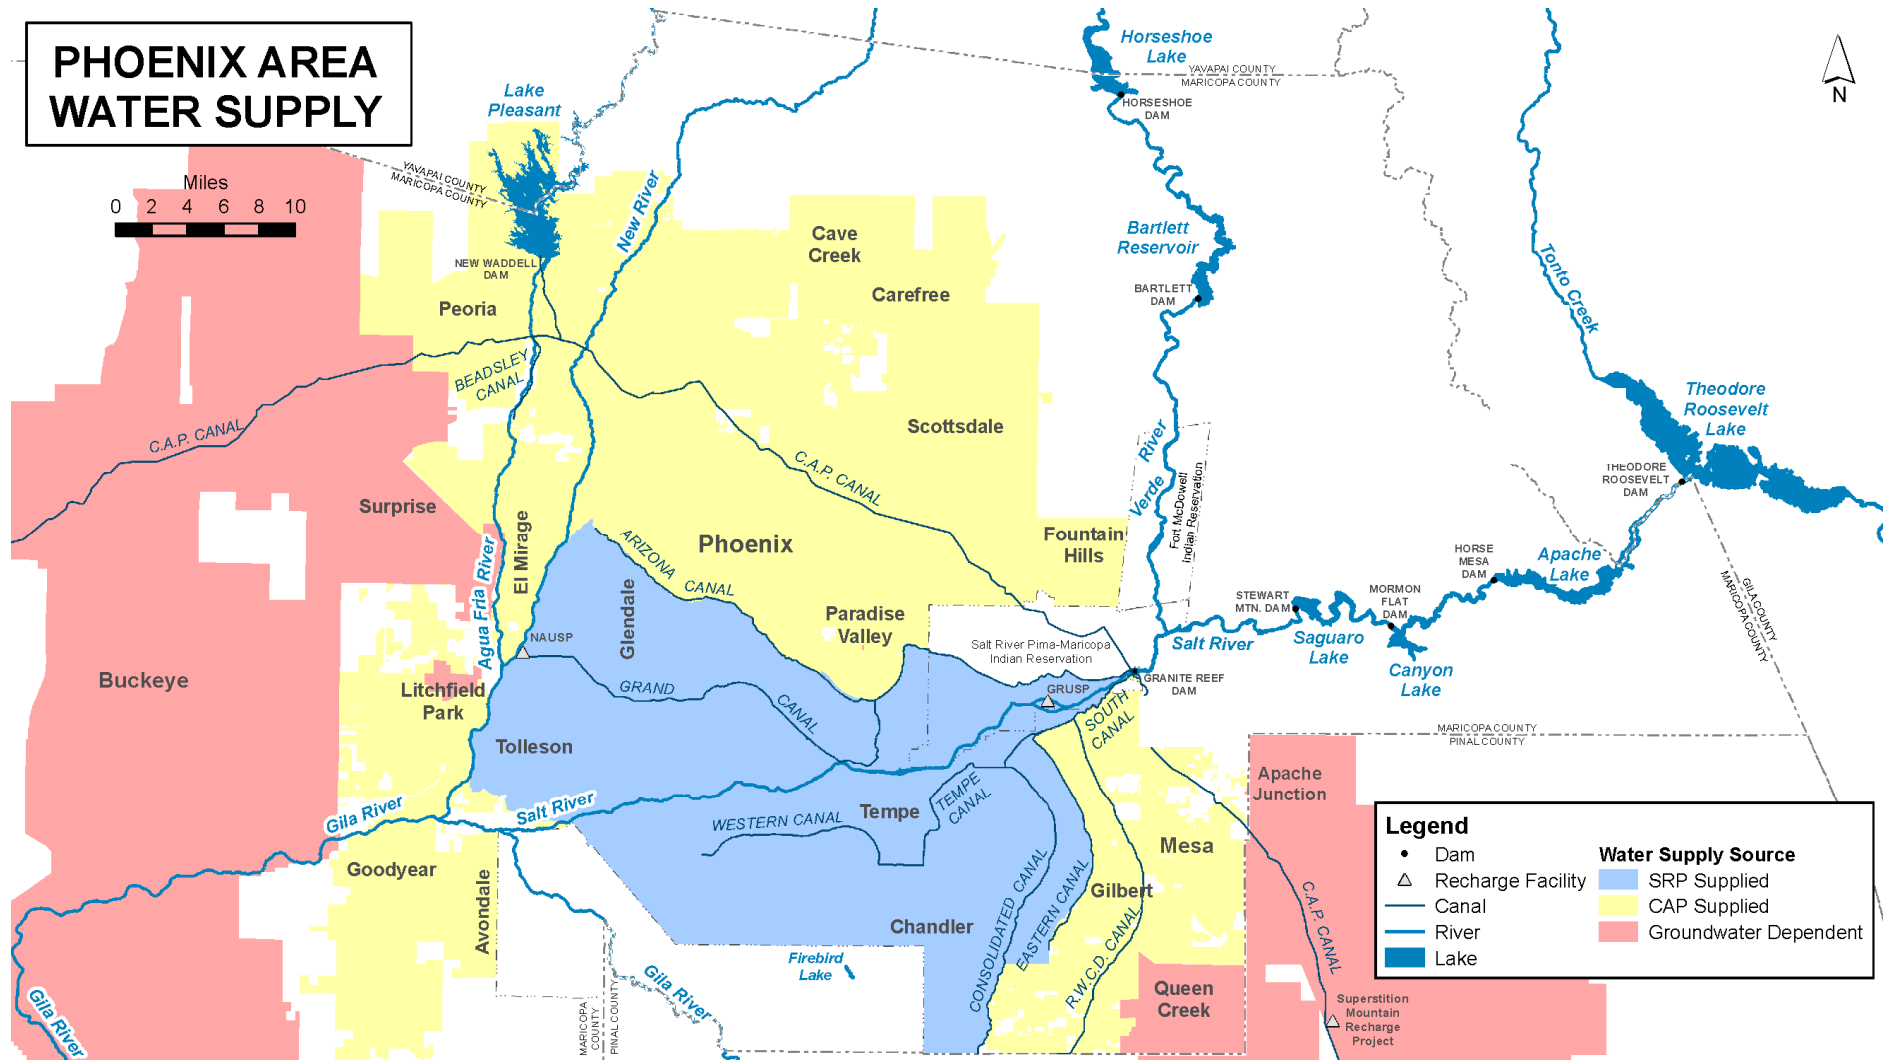 PHOENIX AREA
WATER SUPPLY
Miles
0 2 4 6 8 10
N
Lake
Pleasant
YAVAPAI COUNTY
MARICOPA COUNTY
NEW WADDELL
DAM
Peoria
BEADSLEY
CANAL
New River
Cave
Creek
Carefree
Scottsdale
Horseshoe
Lake
YAVAPAI COUNTY
MARICOPA COUNTY
HORSESHOE
DAM
Bartlett
Reservoir
BARTLETT
DAM
Tonto Creek
Theodore
Roosevelt
Lake
THEODORE
ROOSEVELT
DAM
C.A.P. CANAL
C.A.P. CANAL
Surprise
El Mirage
Agua Fria River
ARIZONA
CANAL
Phoenix
Glendale
Paradise
Valley
Fountain
Hills
Verde
River
Fort McDowell
Indian Reservation
HORSE
MESA
DAM
Apache
Lake
MORMON
FLAT
DAM
STEWART
MTN. DAM
Saguaro
Lake
Canyon
Lake
Salt River
GILA COUNTY
MARICOPA COUNTY
Salt River Pima-Maricopa
Indian Reservation
GRANITE REEF
DAM
GRUSP
NAUSP
SOUTH
CANAL
Buckeye
Litchfield
Park
GRAND
CANAL
Tolleson
MARICOPA COUNTY
PINAL COUNTY
Apache
Junction
Gila River
Salt River
WESTERN CANAL
Tempe
TEMPE
CANAL
Mesa
Goodyear
Avondale
Chandler
Gilbert
CONSOLIDATED CANAL
EASTERN CANAL
R.W.C.D. CANAL
C.A.P. CANAL
Firebird
Lake
Gila River
Gila River
MARICOPA
COUNTY
PINAL COUNTY
Queen
Creek
Superstition
Mountain
Recharge
Project
Legend
Dam
Recharge Facility
Canal
River
Lake
Water Supply Source
SRP Supplied
CAP Supplied
Groundwater Dependent